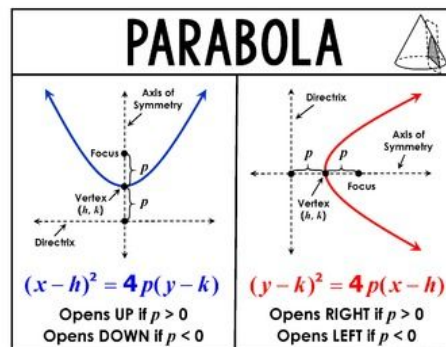 PARABOLA
Axis of
Symmetry
Focus
p
p
Vertex
(h, k)
Directrix
(x – h)² = 4p(y – k)
Opens UP if p > 0
Opens DOWN if p < 0
Directrix
Axis of
Symmetry
p
p
Vertex
(h, k)
Focus
(y – k)² = 4p(x – h)
Opens RIGHT if p > 0
Opens LEFT if p < 0